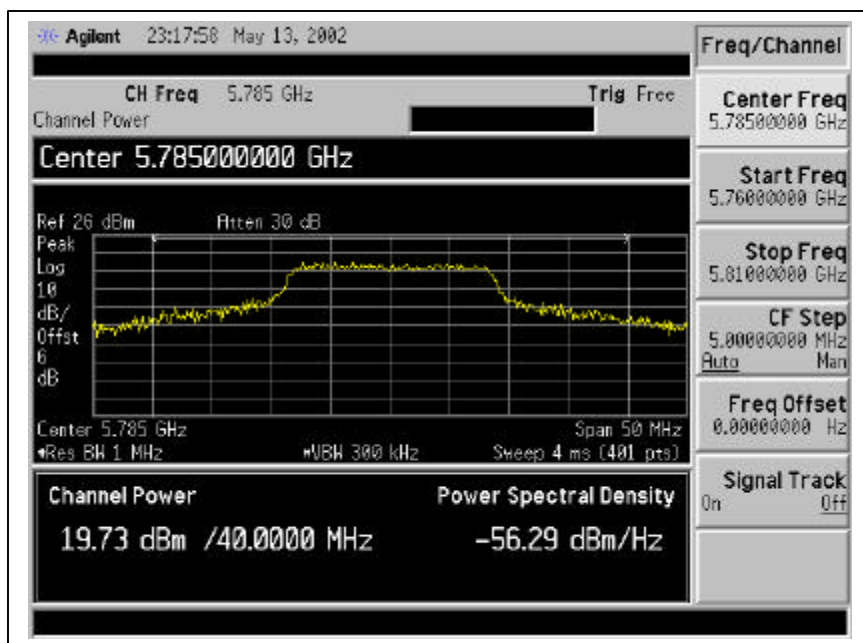 Agilent 23:17:58 May 13, 2002
Freq/Channel
CH Freq 5.785 GHz Trig Free
Channel Power
Center 5.785000000 GHz
Ref 26 dBm Atten 30 dB
Peak
Log
10
dB/
Offst
6
dB
Center 5.785 GHz Span 50 MHz
Res BW 1 MHz VBW 300 kHz Sweep 4 ms (401 pts)
Channel Power Power Spectral Density
19.73 dBm /40.0000 MHz -56.29 dBm/Hz
Center Freq
5.78500000 GHz
Start Freq
5.76000000 GHz
Stop Freq
5.81000000 GHz
CF Step
5.00000000 MHz
Auto Man
Freq Offset
0.00000000 Hz
Signal Track
On Off